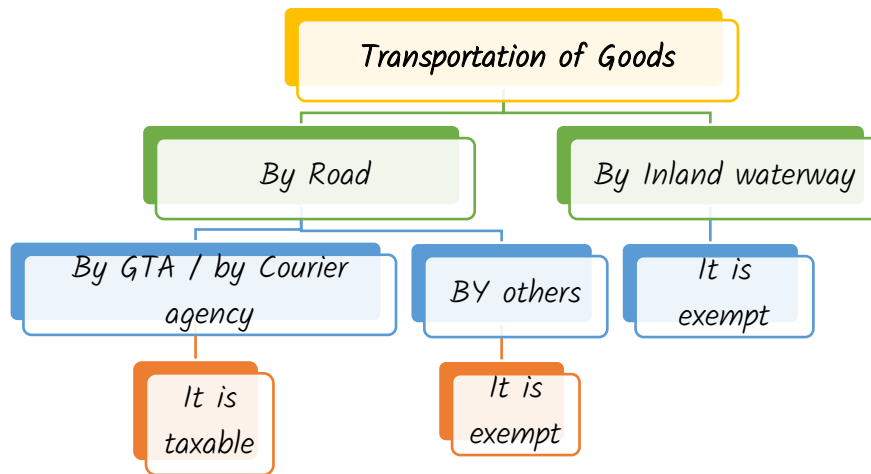 Transportation of Goods
By Road
By Inland waterway
By GTA / by Courier
agency
BY others
It is
exempt
It is
taxable
It is
exempt